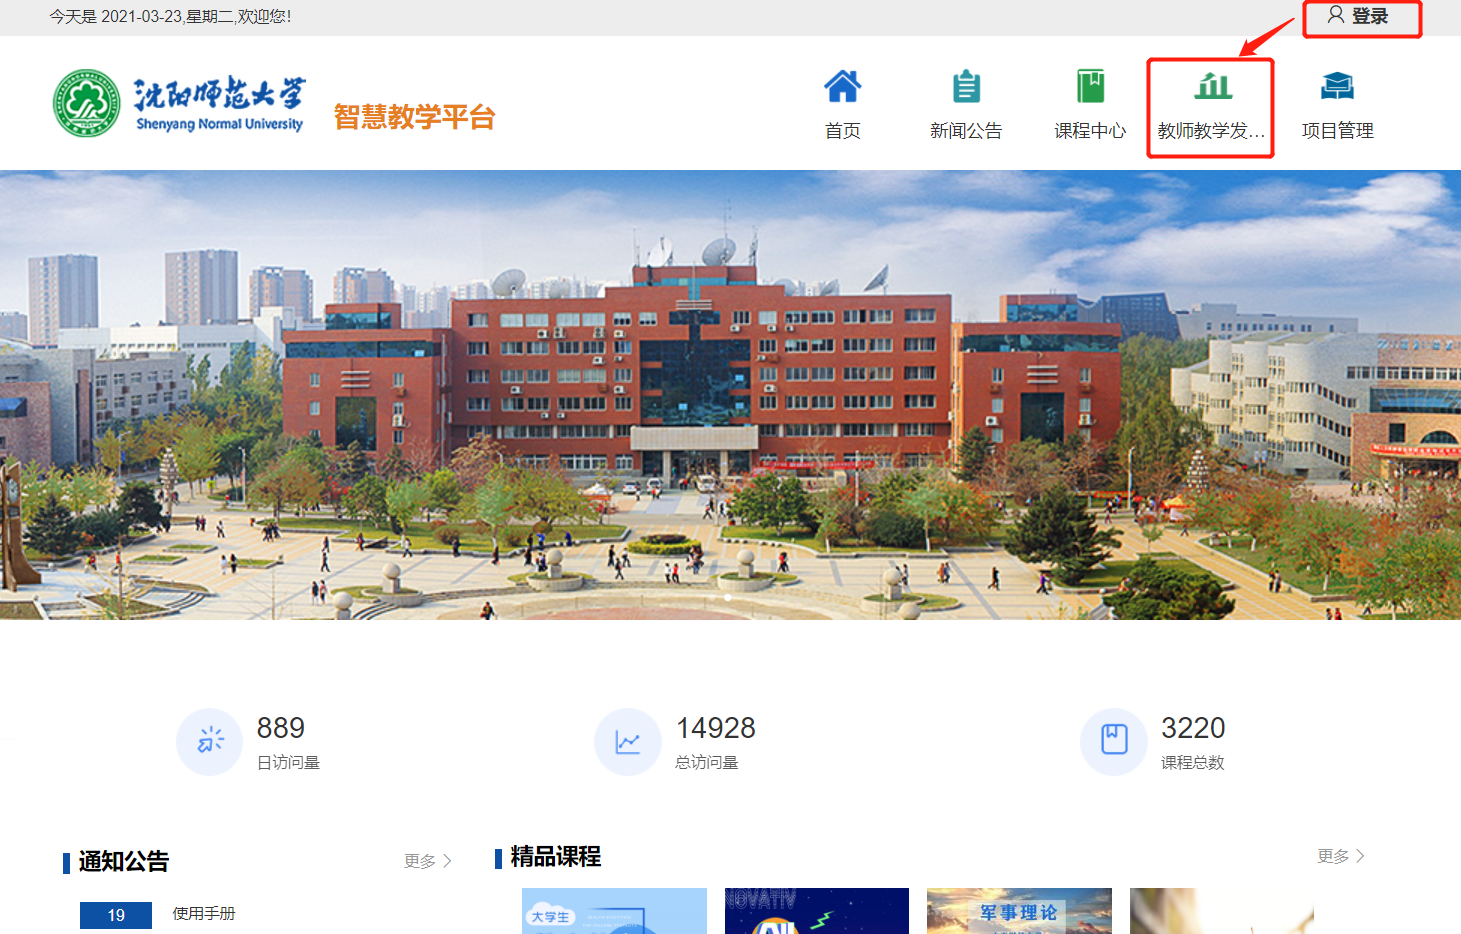 今天是 2021-03-23,星期二,欢迎您!
登录
沈阳师范大学
Shenyang Normal University
智慧教学平台
首页
新闻公告
课程中心
教师教学发...
项目管理
889
日访问量
14928
总访问量
3220
课程总数
通知公告
更多
19
使用手册
精品课程
更多
大学生
NOVATIV
军事理论